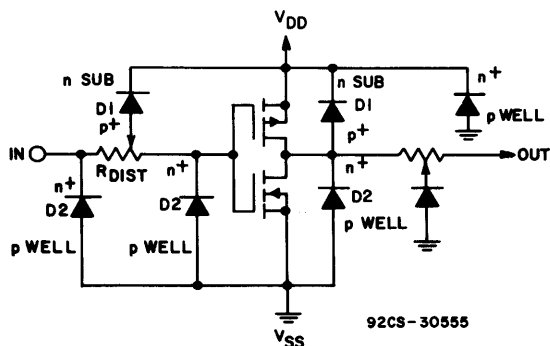 VDD
n SUB
n SUB
n+
D1
D1
p WELL
p+
p+
IN
RDIST
n+
n+
OUT
n+
D2
D2
D2
p WELL
p WELL
p WELL
VSS
92CS-30555